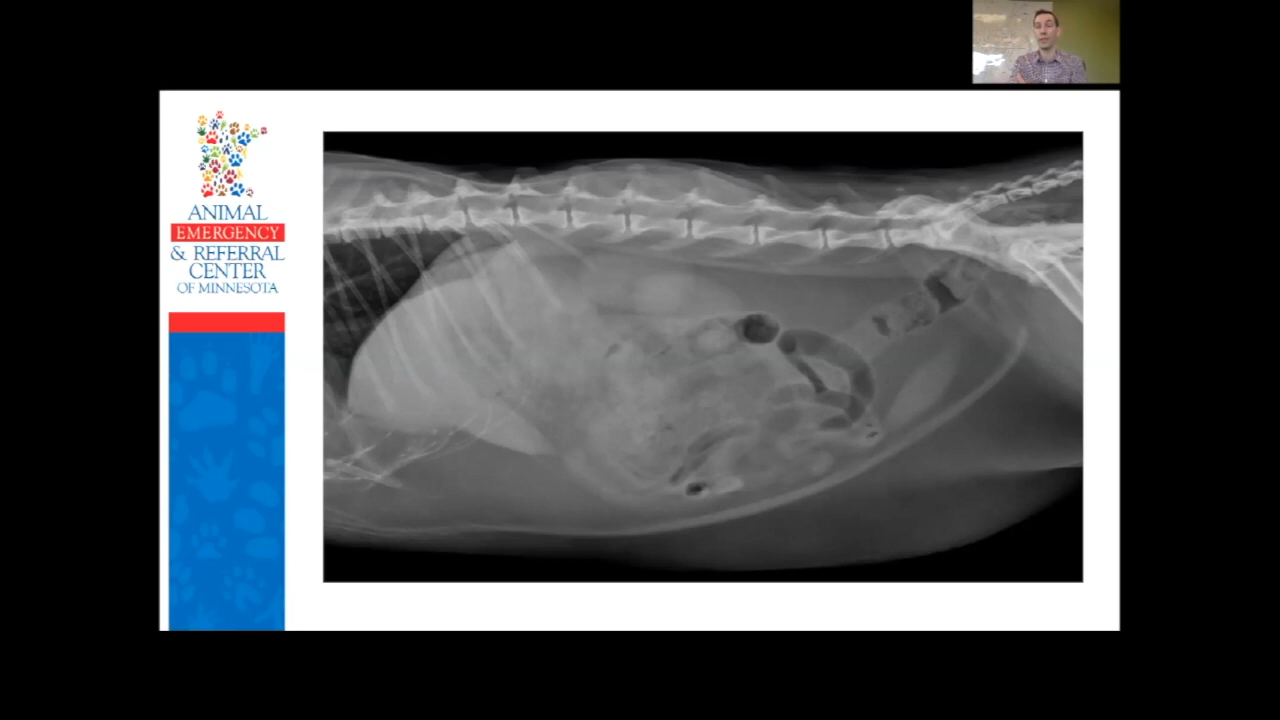 ANIMAL
EMERGENCY
& REFERRAL
CENTER
OF MINNESOTA